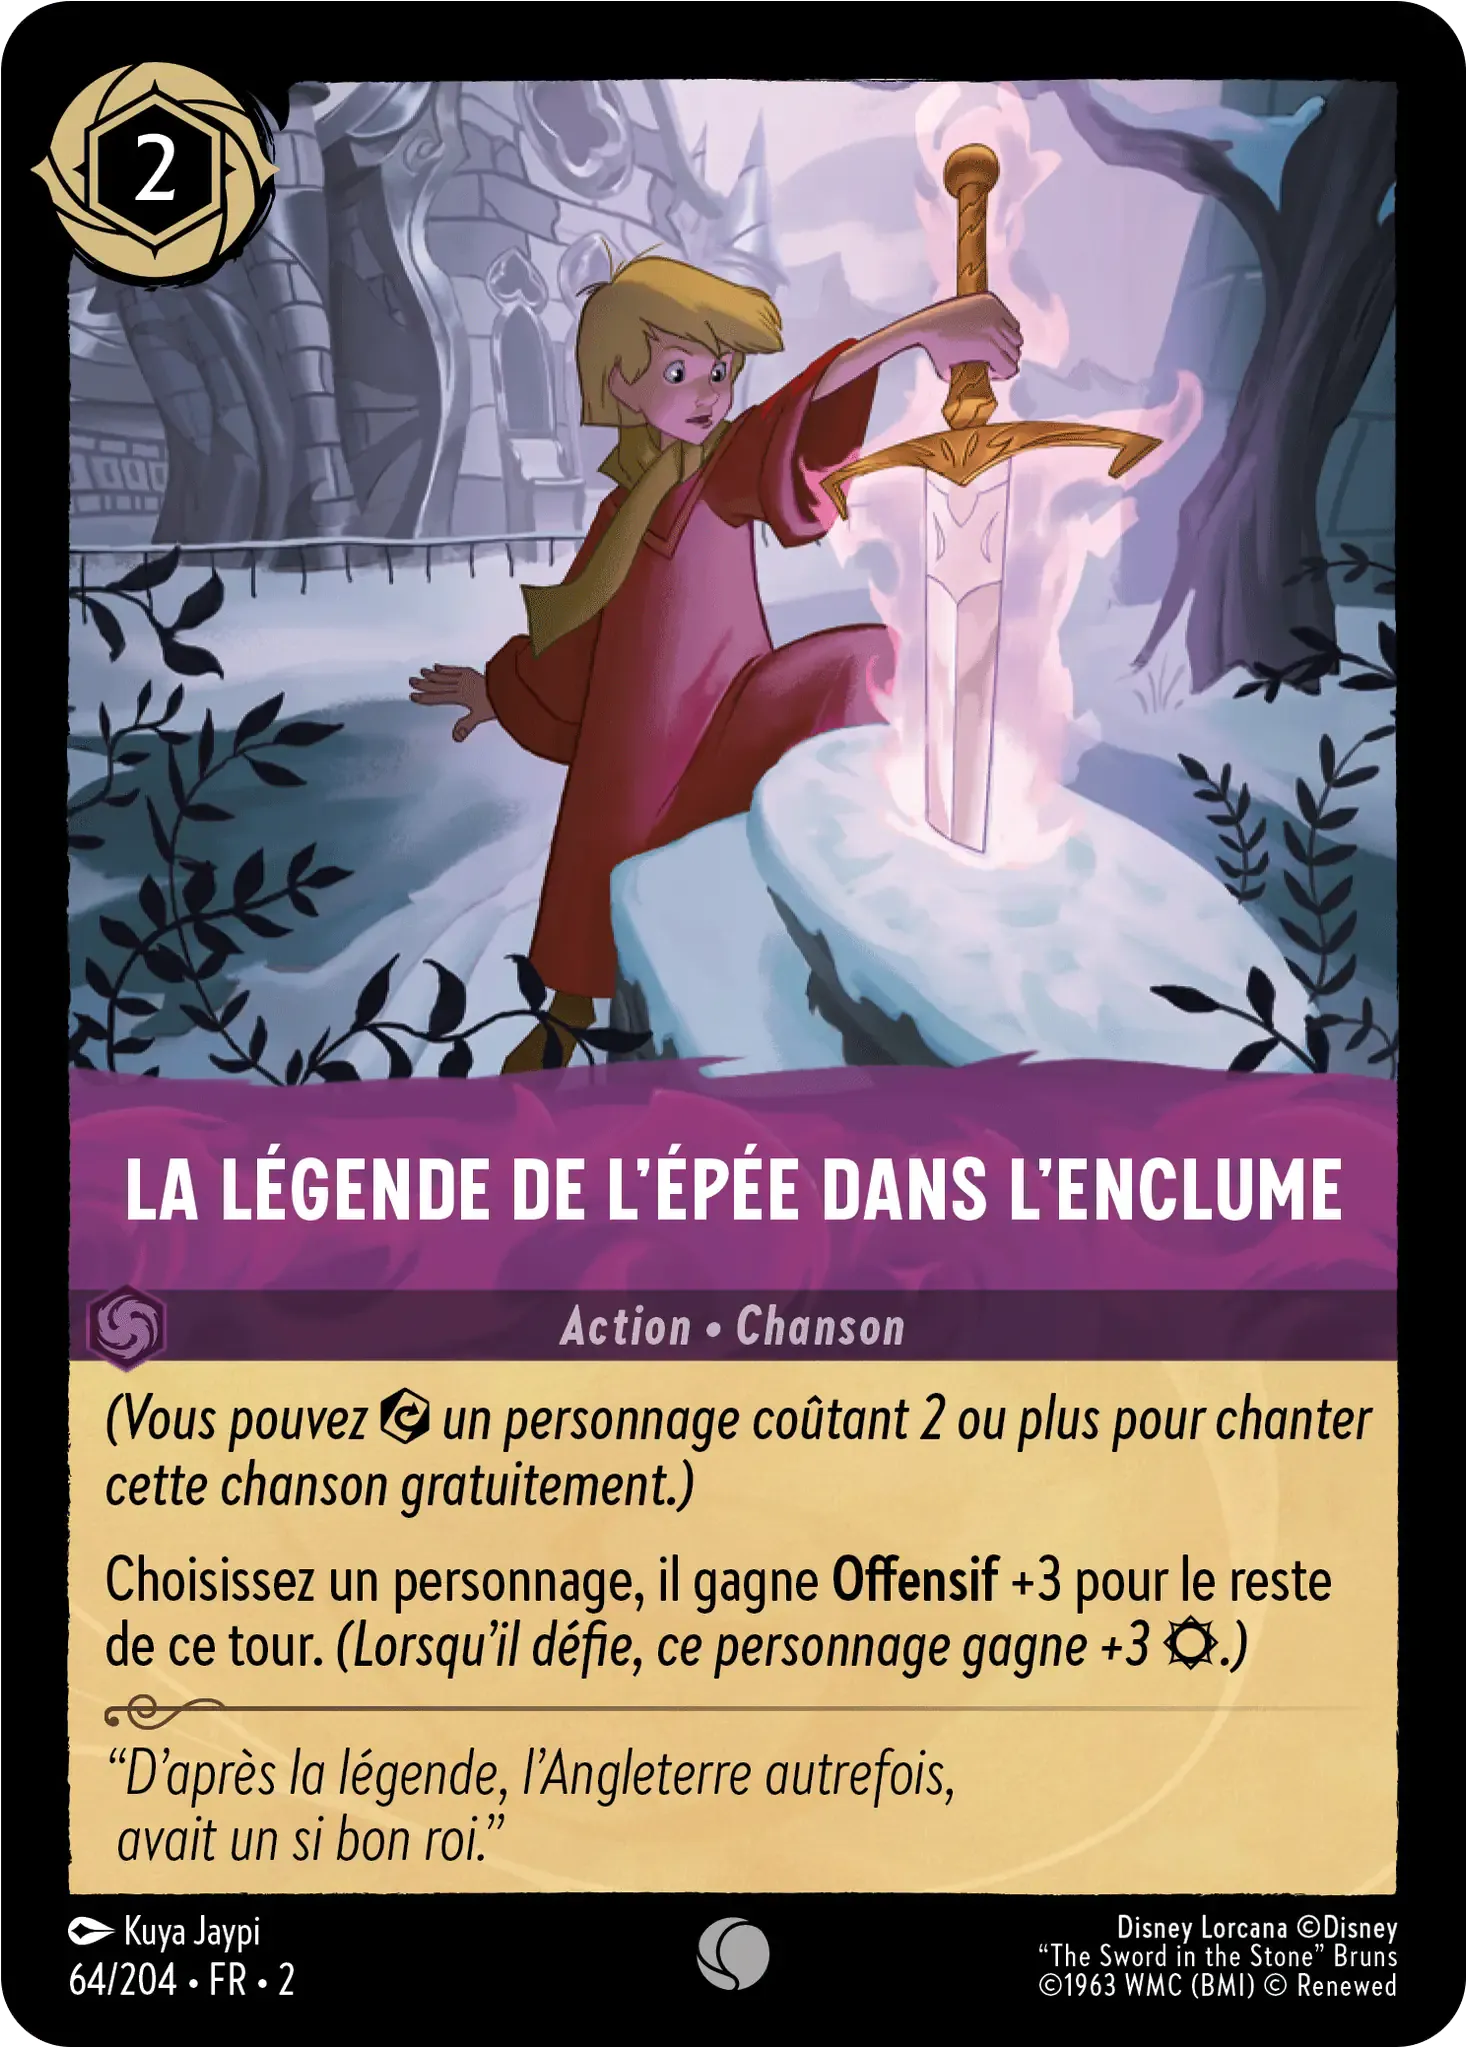 2
LA LÉGENDE DE L'ÉPÉE DANS L'ENCLUME
Action • Chanson
(Vous pouvez un personnage coûtant 2 ou plus pour chanter
cette chanson gratuitement.)
Choisissez un personnage, il gagne Offensif +3 pour le reste
de ce tour. (Lorsqu'il défie, ce personnage gagne +3 .)
“D'après la légende, l'Angleterre autrefois,
avait un si bon roi.”
Kuya Jaypi
64/204 • FR • 2
Disney Lorcana ©Disney
“The Sword in the Stone” Bruns
©1963 WMC (BMI) © Renewed